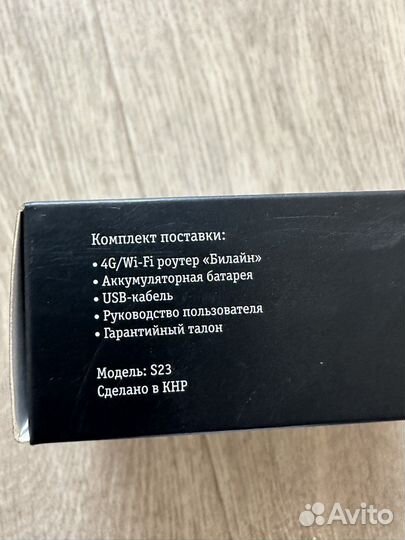 Комплект поставки:
• 4G/Wi-Fi роутер «Билайн»
• Аккумуляторная батарея
• USB-кабель
• Руководство пользователя
• Гарантийный талон
Модель: S23
Сделано в КНР
Avito